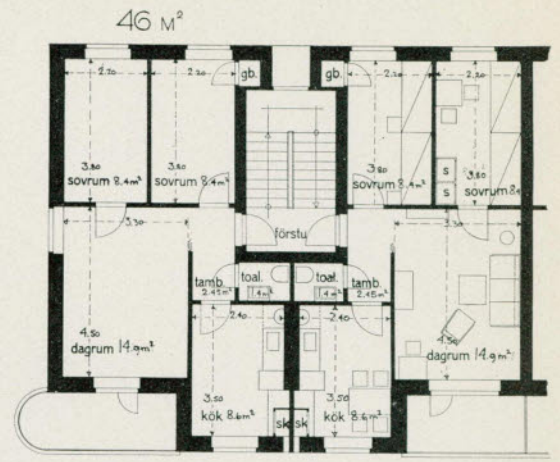 46 M²
gb. gb.
2.20 2.20 2.20 2.20
3.80 3.80 3.80 3.80
sovrum 8.4m² sovrum 8.4m² sovrum 8.4m² sovrum 8.4
S
S
3.30 förstu 3.30
tamb. toal. toal. tamb.
2.45m² 1.4m² 1.4m² 2.45m²
2.40 2.40
4.50 4.50
dagrum 14.9m² dagrum 14.9m²
3.50 3.50
kök 8.6m² sk sk kök 8.6m²